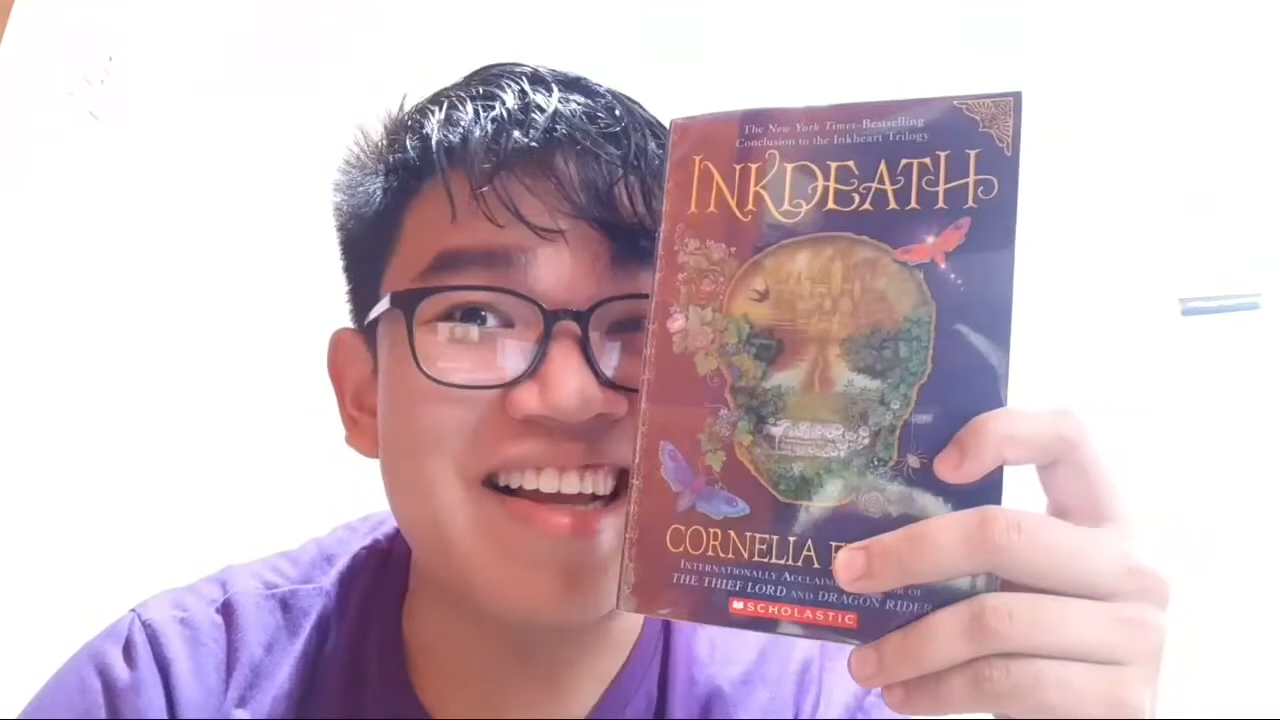 The New York Times-Bestselling
Conclusion to the Inkheart Trilogy
INKDEATH
CORNELIA
INTERNATIONALLY
THE THIEF LORD AND DRAGON RIDER
SCHOLASTIC